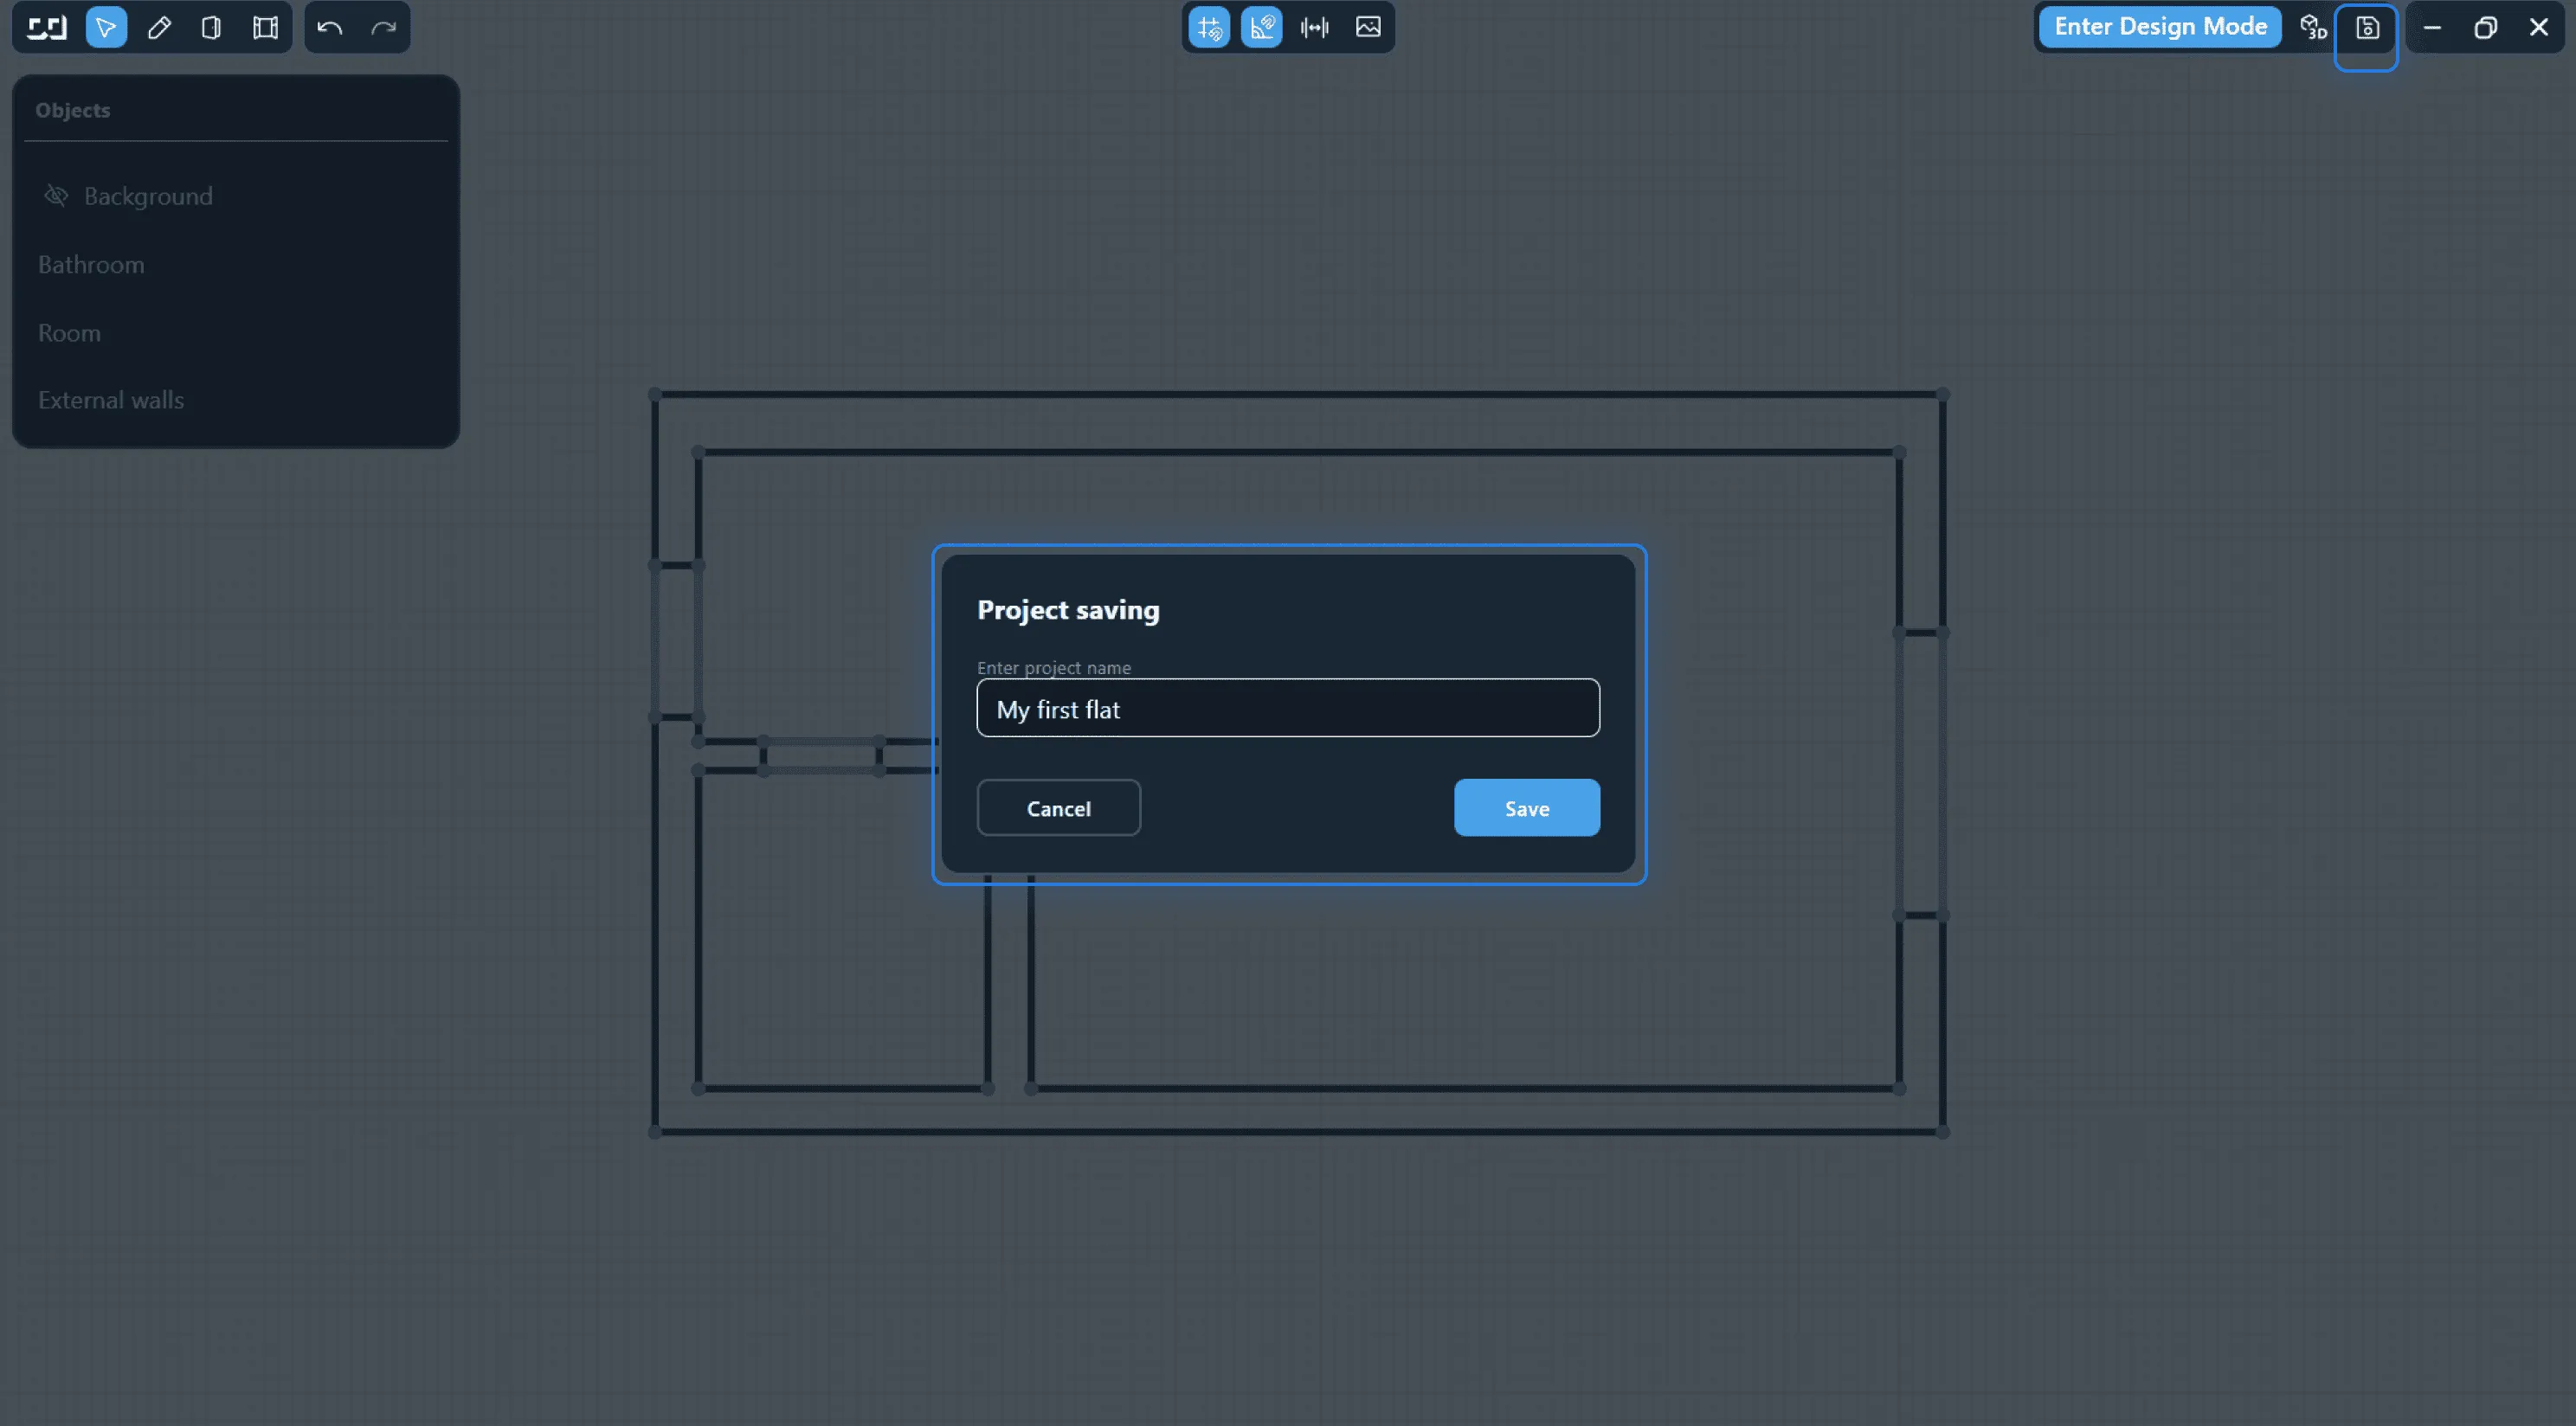 Enter Design Mode
3D
Objects
Background
Bathroom
Room
External walls
Project saving
Enter project name
My first flat
Cancel
Save